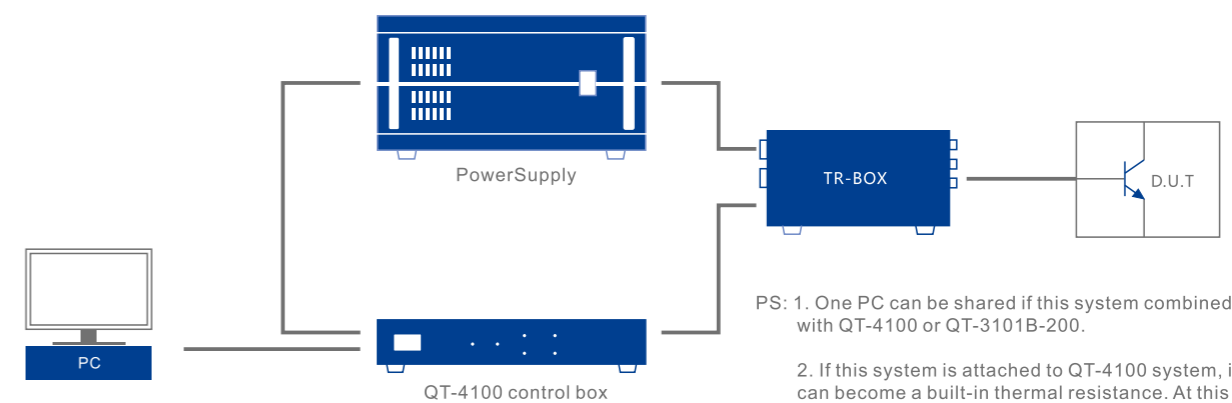 PowerSupply
TR-BOX
D.U.T
PC
QT-4100 control box
PS: 1. One PC can be shared if this system combined
with QT-4100 or QT-3101B-200.
2. If this system is attached to QT-4100 system,
can become a built-in thermal resistance. At this